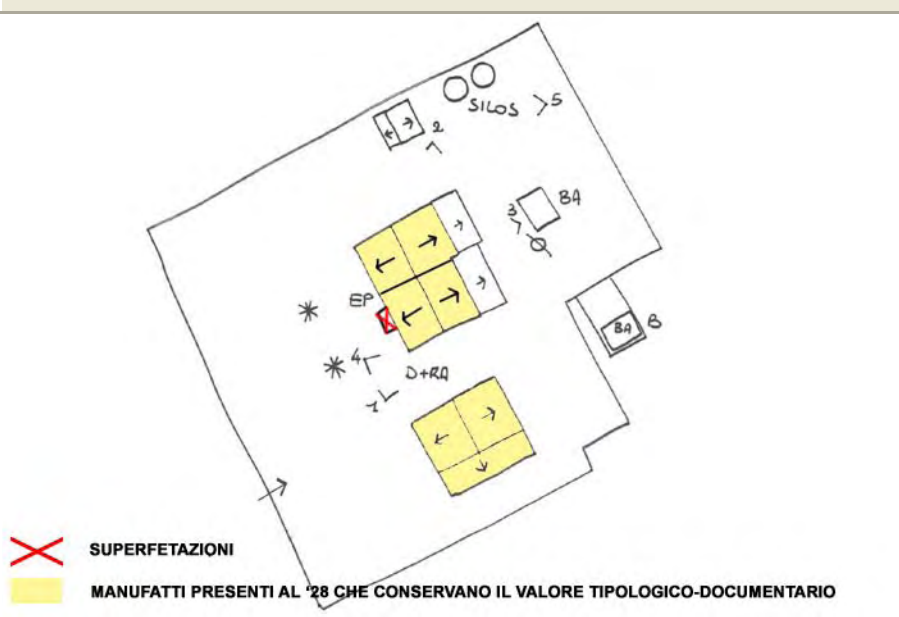 SILOS
5
2
3
BA
EP
BA
B
4
D+RA
1
SUPERFETAZIONI
MANUFATTI PRESENTI AL '28 CHE CONSERVANO IL VALORE TIPOLOGICO-DOCUMENTARIO